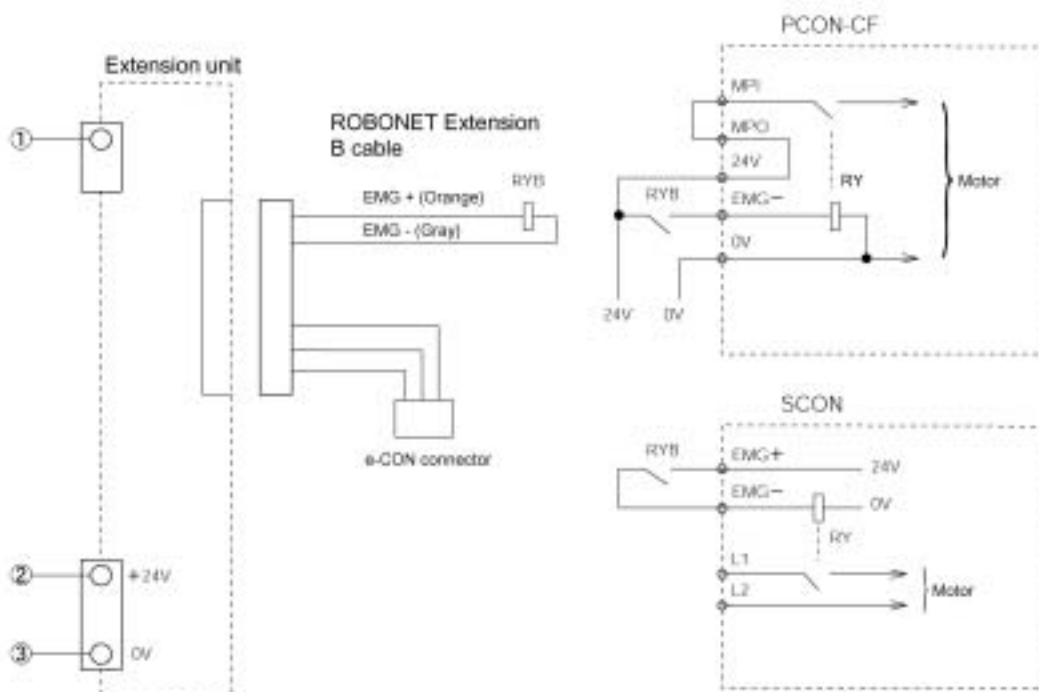 PCON-CF
Extension unit
①
ROBONET Extension
B cable
EMG + (Orange)
RYB
EMG - (Gray)
e-CON connector
②
+24V
③
0V
MPI
MPO
24V
RYB
EMG−
RY
Motor
0V
24V
0V
SCON
RYB
EMG+
24V
EMG−
0V
RY
L1
L2
Motor